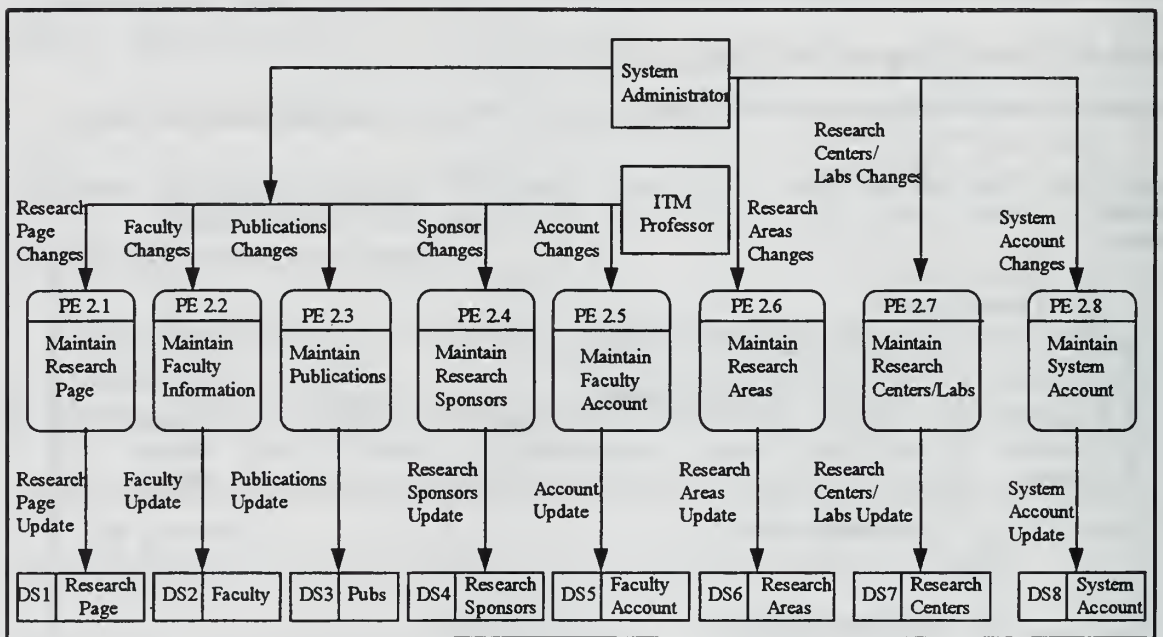 System
Administrator
ITM
Professor
Research
Page
Changes
Faculty
Changes
Publications
Changes
Sponsor
Changes
Account
Changes
Research
Areas
Changes
Research
Centers/
Labs Changes
System
Account
Changes
PE 2.1
Maintain
Research
Page
PE 2.2
Maintain
Faculty
Information
PE 2.3
Maintain
Publications
PE 2.4
Maintain
Research
Sponsors
PE 2.5
Maintain
Faculty
Account
PE 2.6
Maintain
Research
Areas
PE 2.7
Maintain
Research
Centers/Labs
PE 2.8
Maintain
System
Account
Research
Page
Update
Faculty
Update
Publications
Update
Research
Sponsors
Update
Account
Update
Research
Areas
Update
Research
Centers/
Labs Update
System
Account
Update
DS1
Research
Page
DS2
Faculty
DS3
Pubs
DS4
Research
Sponsors
DS5
Faculty
Account
DS6
Research
Areas
DS7
Research
Centers
DS8
System
Account